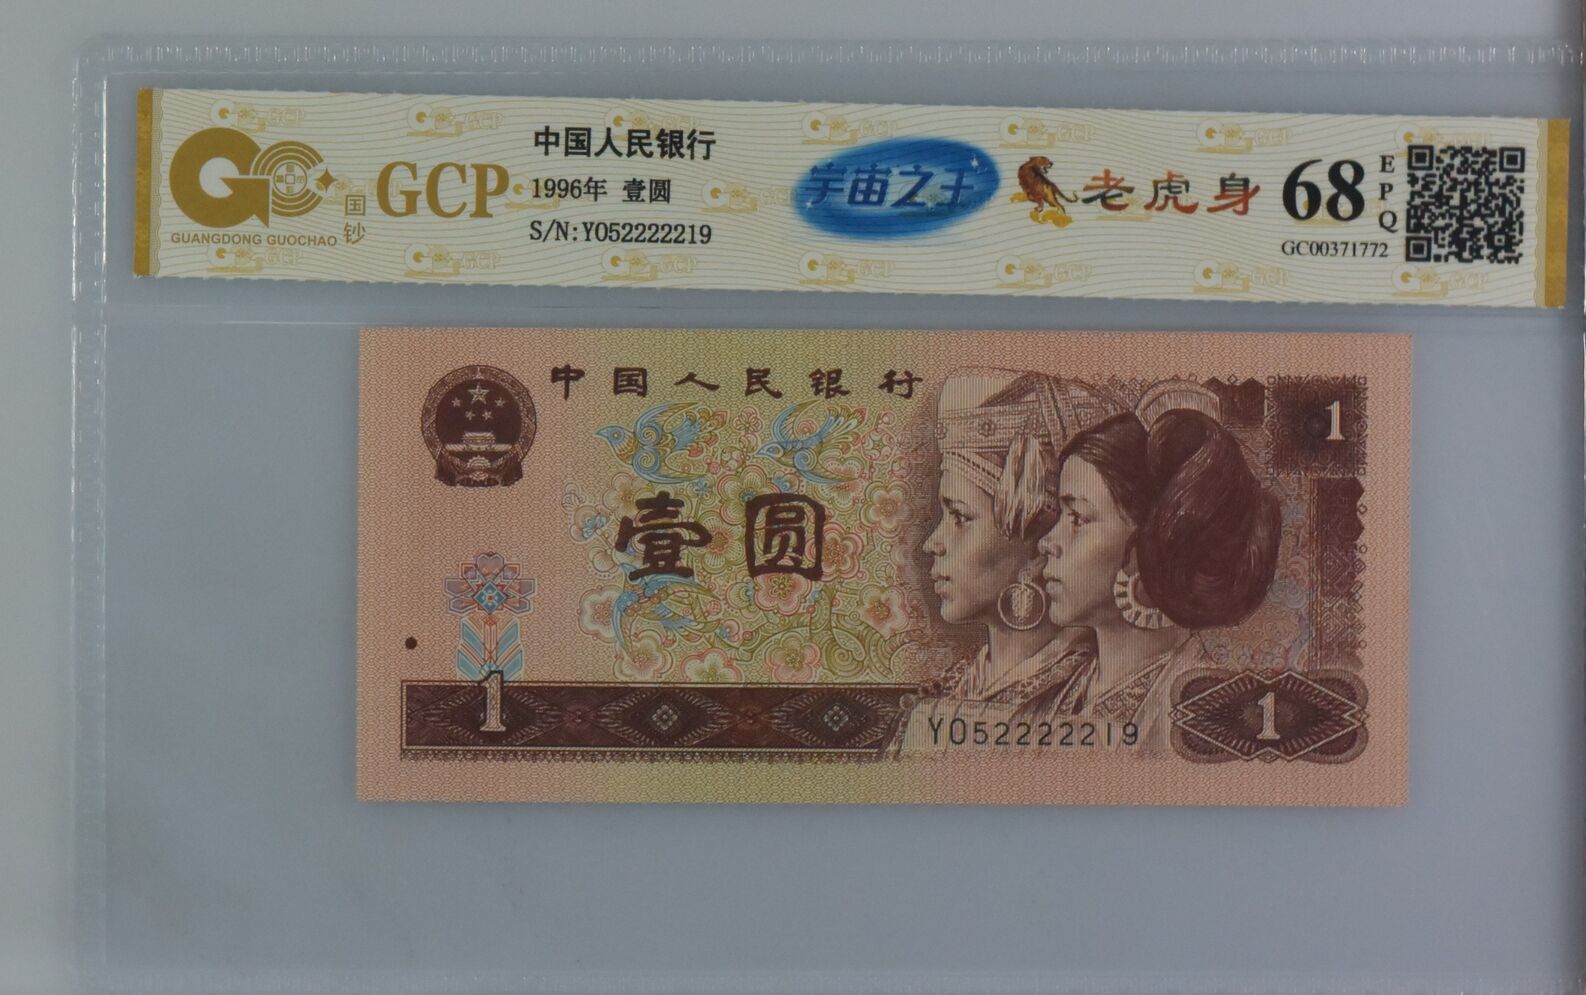 中国人民银行
1996年 壹圆
S/N:YO52222219
GCP
国钞
GUANGDONG GUOCHAO
宇宙之王
老虎身
68
EPQ
GC00371772
中国人民银行
1
壹圆
1
YO52222219
1